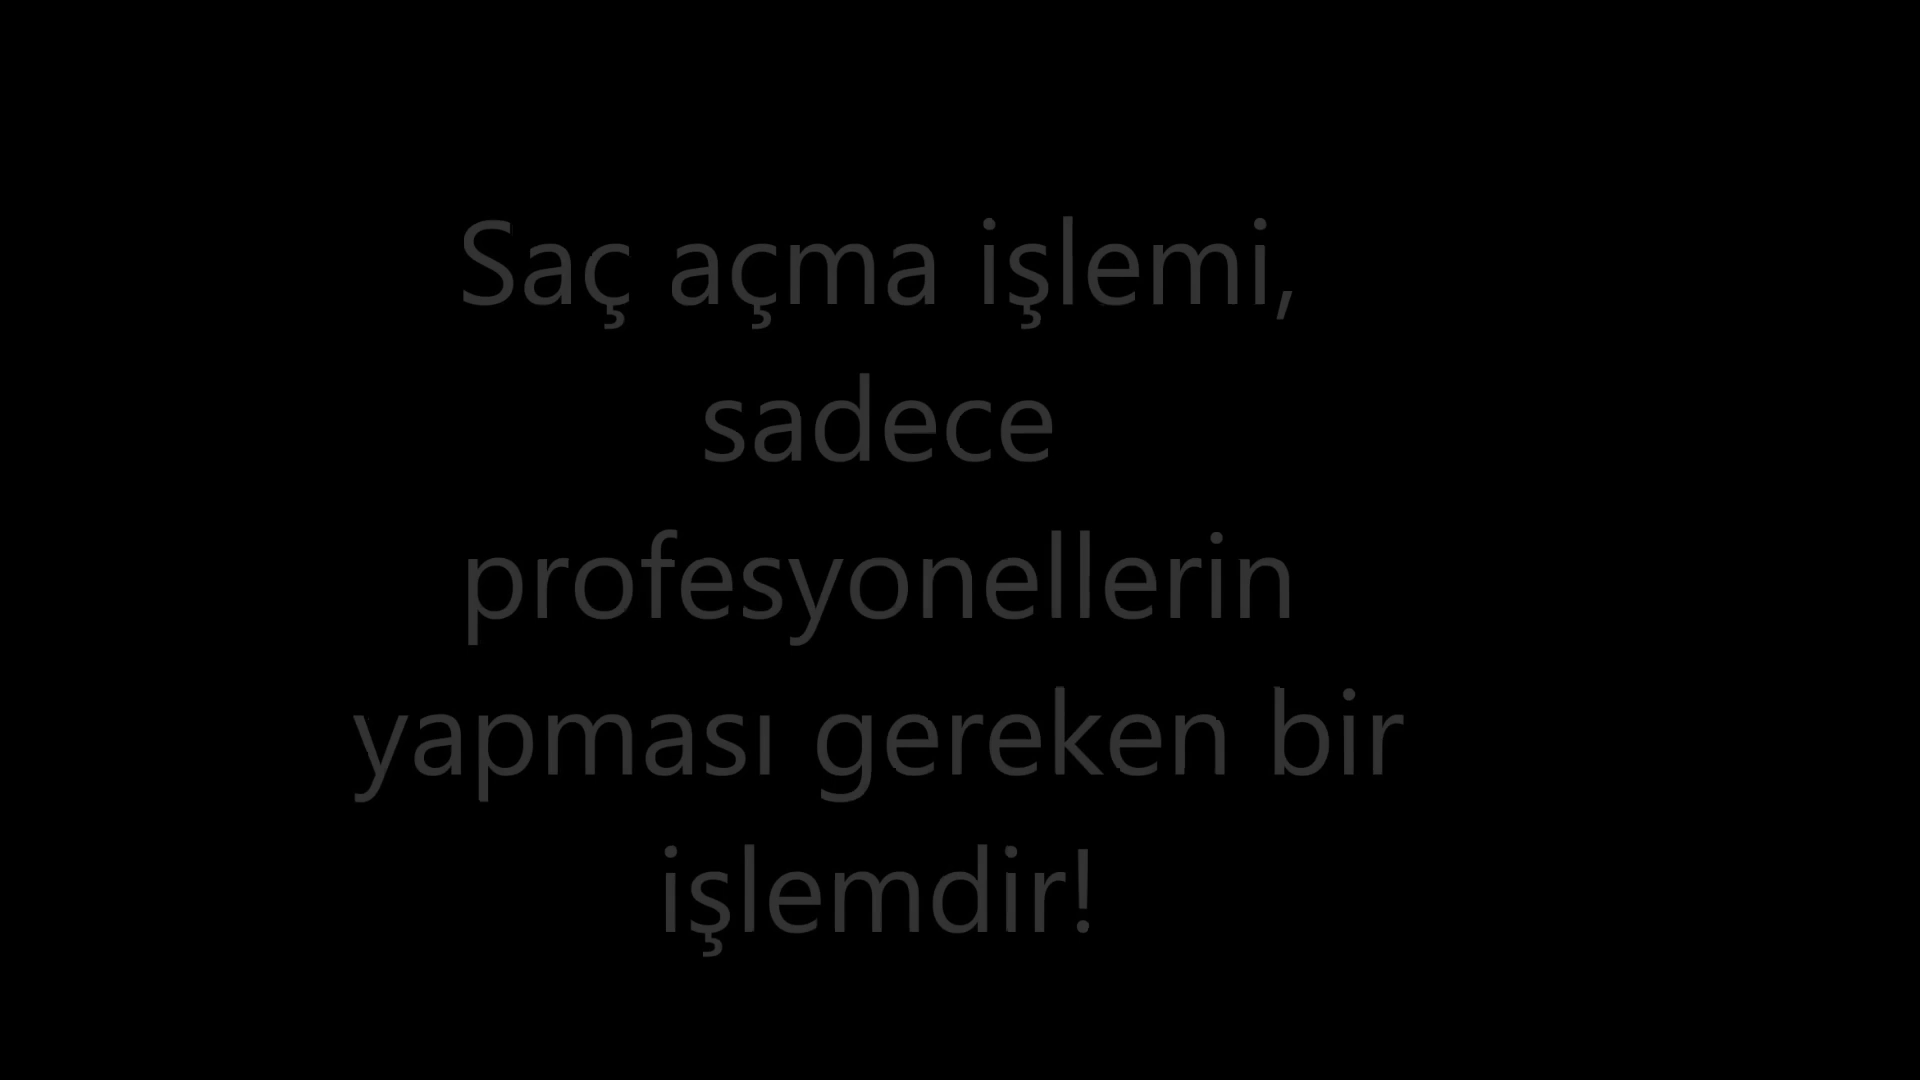 Saç açma işlemi,
sadece
profesyonellerin
yapması gereken bir
işlemdir!